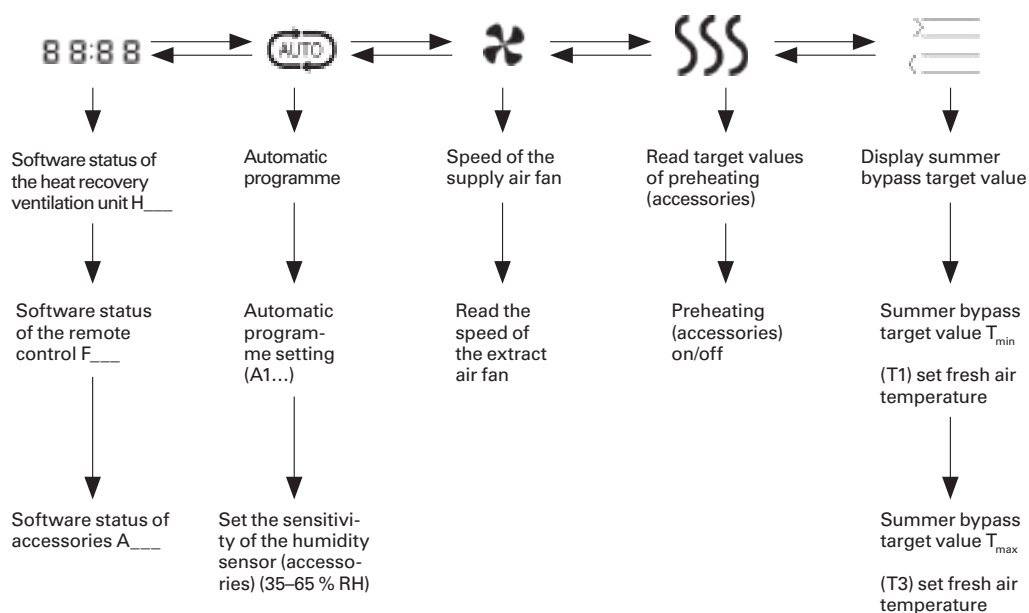 88:88
AUTO
Software status of
the heat recovery
ventilation unit H___
Automatic
programme
Speed of the
supply air fan
Read target values
of preheating
(accessories)
Display summer
bypass target value
Software status
of the remote
control F___
Automatic
program-
me setting
(A1...)
Read the
speed of
the extract
air fan
Preheating
(accessories)
on/off
Summer bypass
target value Tmin
(T1) set fresh air
temperature
Software status of
accessories A___
Set the sensitivi-
ty of the humidity
sensor (accesso-
ries) (35–65 % RH)
Summer bypass
target value Tmax
(T3) set fresh air
temperature